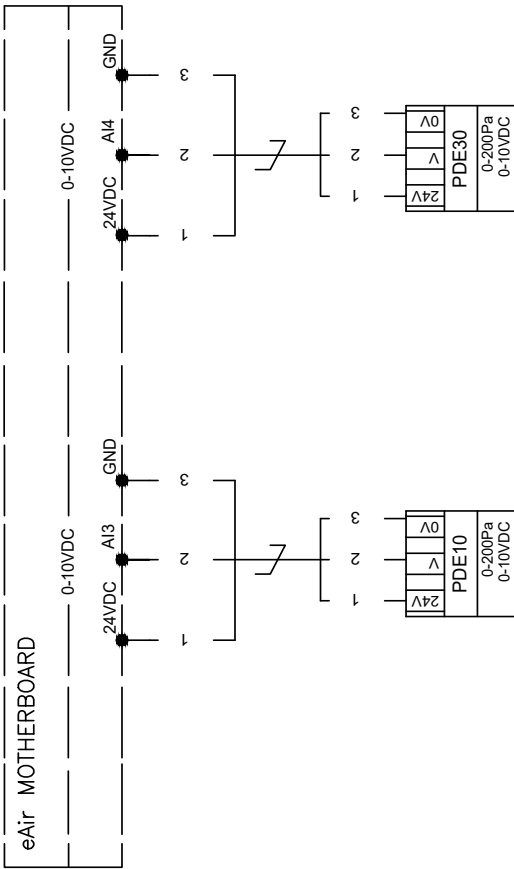 eAir MOTHERBOARD
0-10VDC
0-10VDC
24VDC
AI3
GND
24VDC
AI4
GND
1
2
3
1
2
3
1
2
3
1
2
3
24V
V
0V
24V
V
0V
PDE10
PDE30
0-200Pa
0-10VDC
0-200Pa
0-10VDC